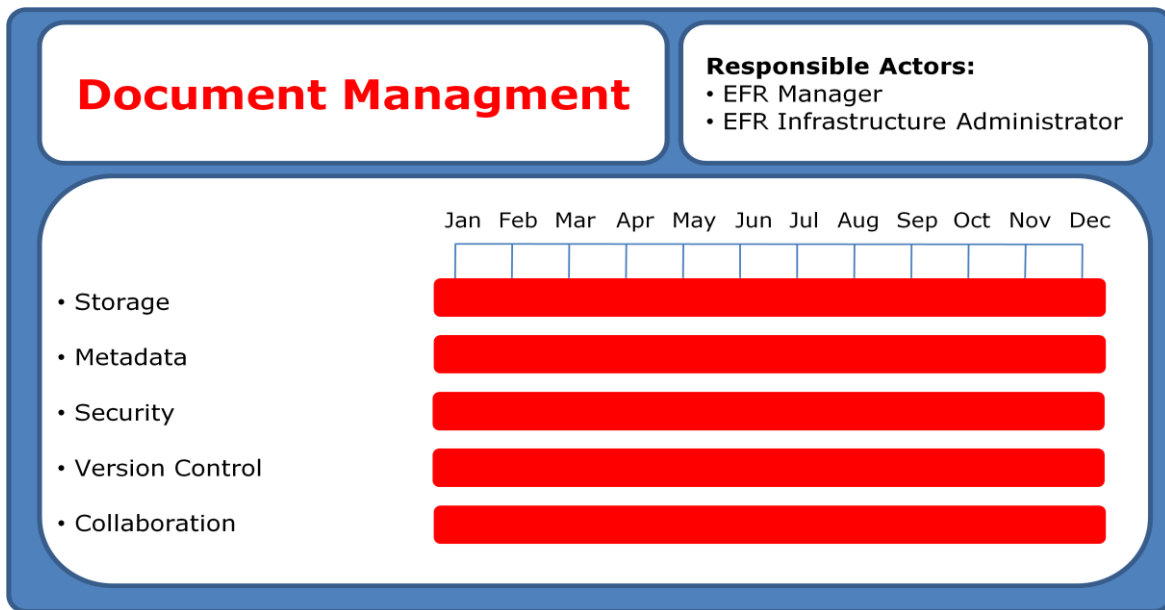 Document Managment
Responsible Actors:
• EFR Manager
• EFR Infrastructure Administrator
Jan Feb Mar Apr May Jun Jul Aug Sep Oct Nov Dec
• Storage
• Metadata
• Security
• Version Control
• Collaboration